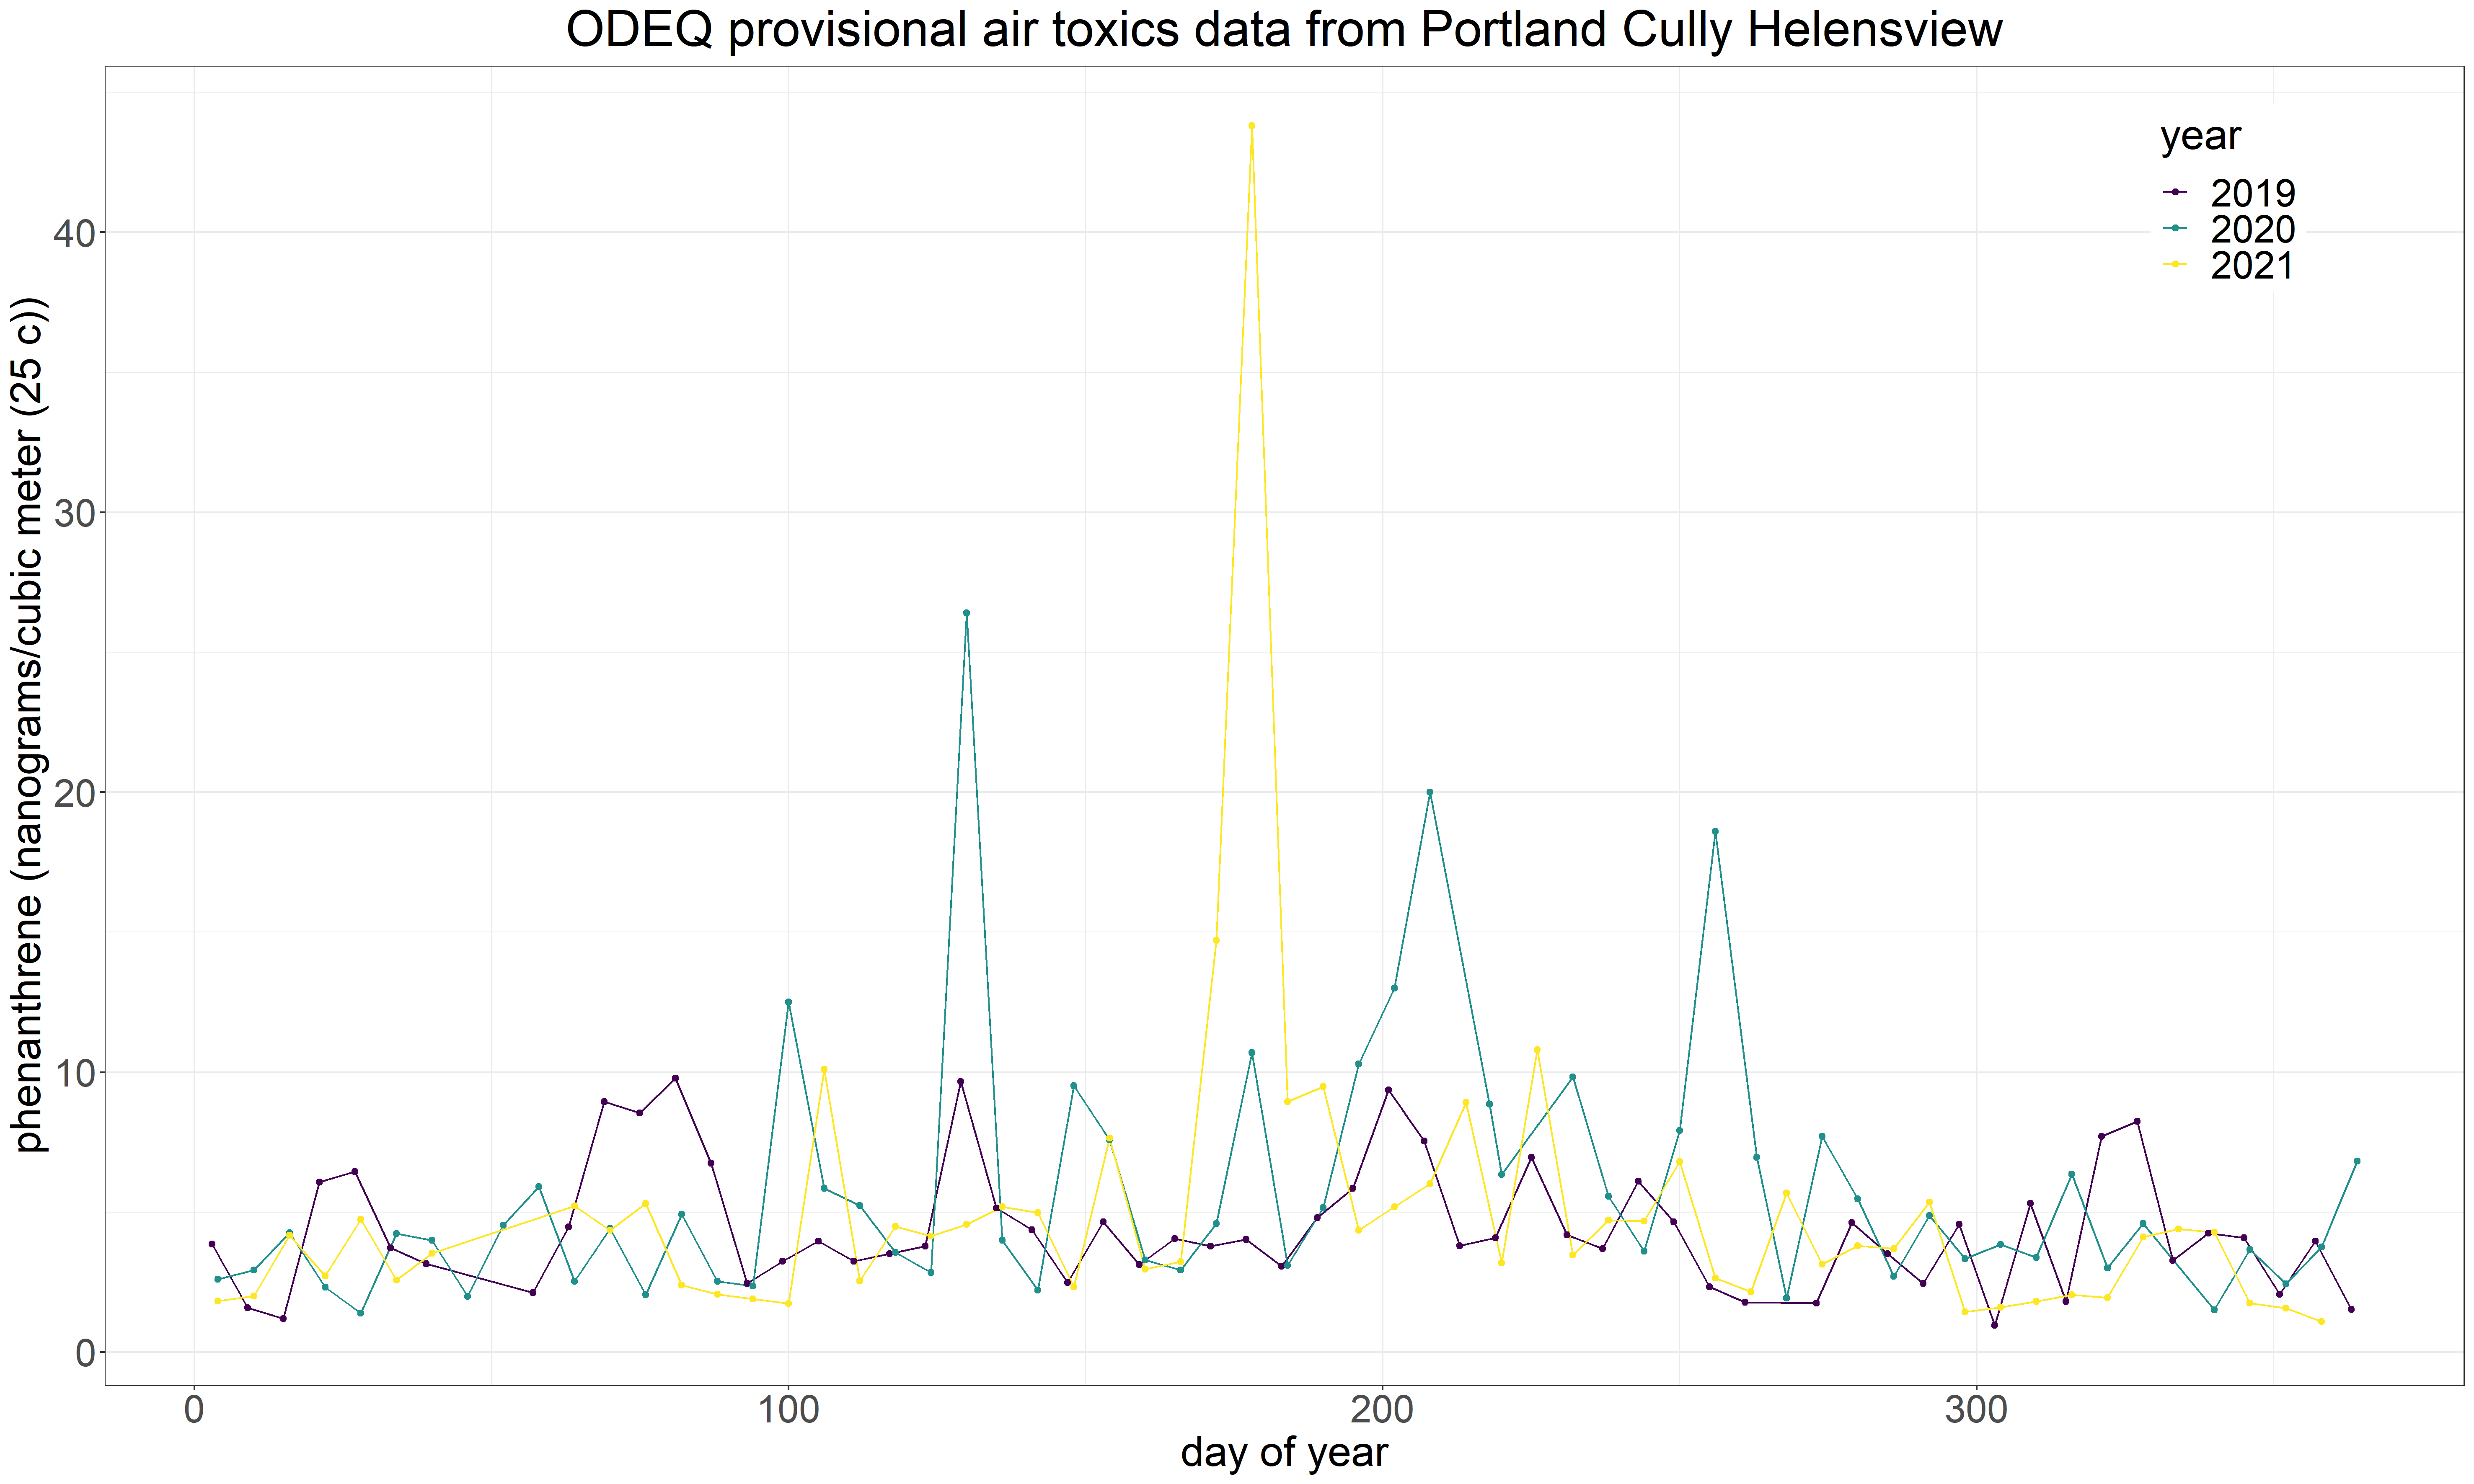 ODEQ provisional air toxics data from Portland Cully Helensview
phenanthrene (nanograms/cubic meter (25 c))
40
30
20
10
0
year
2019
2020
2021
0 100 200 300
day of year